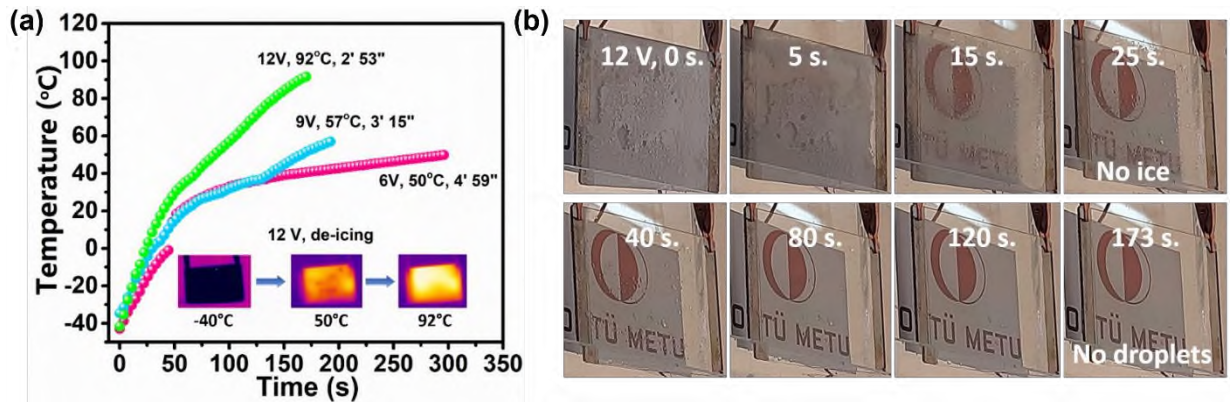 (a)
120
100
80
60
40
20
0
-20
-40
Temperature (°C)
12V, 92°C, 2' 53"
9V, 57°C, 3' 15"
6V, 50°C, 4' 59"
12 V, de-icing
-40°C
50°C
92°C
0 50 100 150 200 250 300
Time (s)
(b)
12 V, 0 s.
5 s.
15 s.
TÜ METU
25 s.
TÜ METU
No ice
40 s.
TÜ METU
80 s.
TÜ METU
120 s.
TÜ METU
173 s.
TÜ METU
No droplets